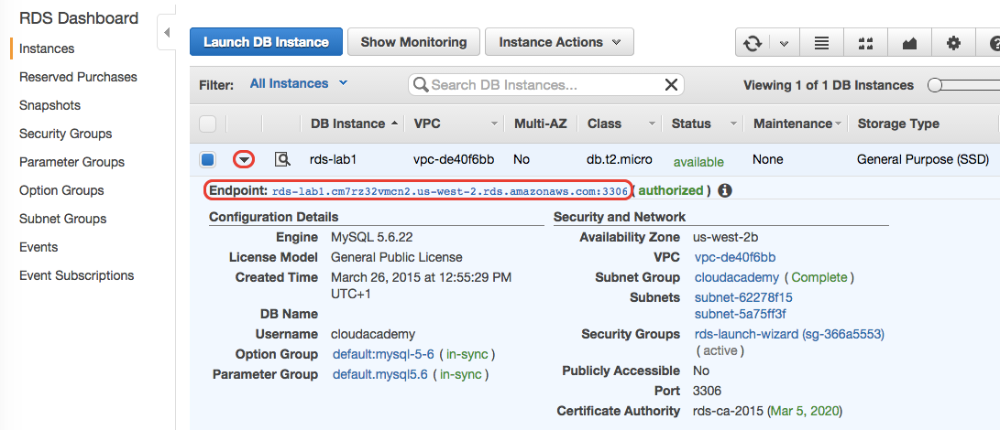 RDS Dashboard
Instances
Reserved Purchases
Snapshots
Security Groups
Parameter Groups
Option Groups
Subnet Groups
Events
Event Subscriptions
Launch DB Instance Show Monitoring Instance Actions
Filter: All Instances Search DB Instances... Viewing 1 of 1 DB Instances
DB Instance VPC Multi-AZ Class Status Maintenance Storage Type
rds-lab1 vpc-de40f6bb No db.t2.micro available None General Purpose (SSD)
Endpoint: rds-lab1.cm7rz32vmcn2.us-west-2.rds.amazonaws.com:3306 ( authorized )
Configuration Details
Engine MySQL 5.6.22
License Model General Public License
Created Time March 26, 2015 at 12:55:29 PM
UTC+1
DB Name
Username cloudacademy
Option Group default:mysql-5-6 ( in-sync )
Parameter Group default.mysql5.6 ( in-sync )
Security and Network
Availability Zone us-west-2b
VPC vpc-de40f6bb
Subnet Group cloudacademy ( Complete )
Subnets subnet-62278f15
subnet-5a75ff3f
Security Groups rds-launch-wizard (sg-366a5553)
( active )
Publicly Accessible No
Port 3306
Certificate Authority rds-ca-2015 (Mar 5, 2020)